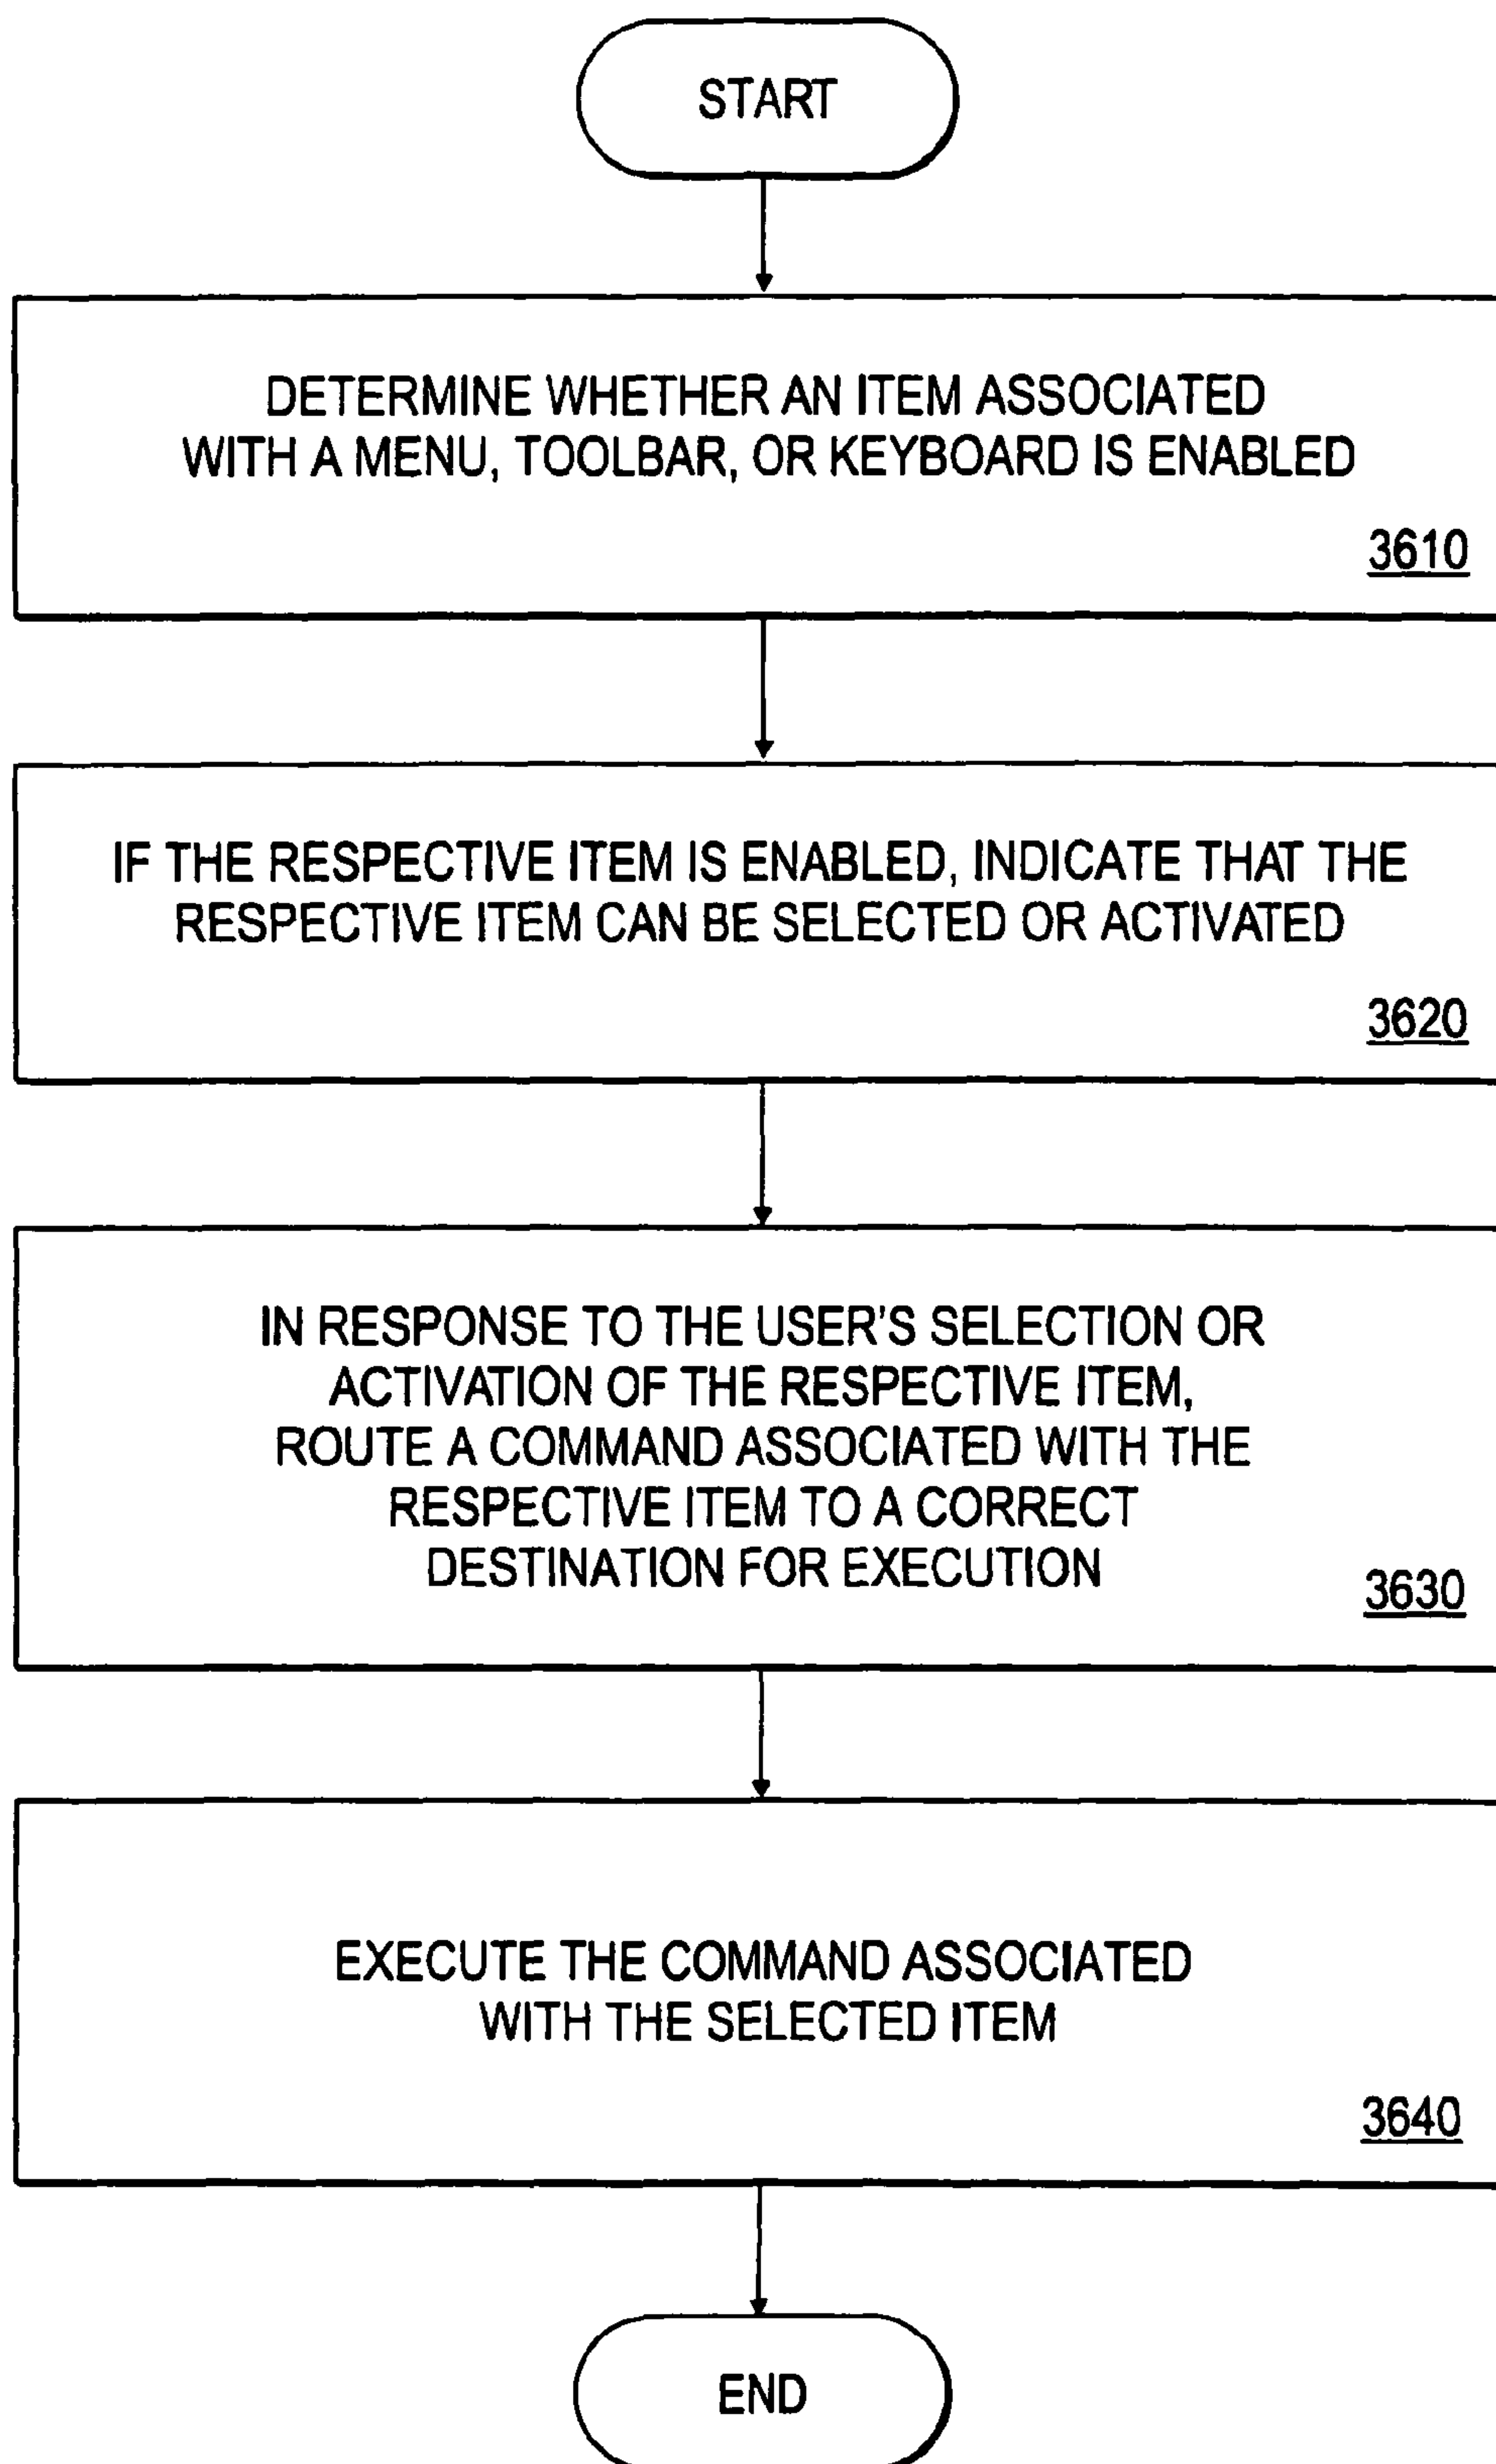 START
DETERMINE WHETHER AN ITEM ASSOCIATED
WITH A MENU, TOOLBAR, OR KEYBOARD IS ENABLED
3610
IF THE RESPECTIVE ITEM IS ENABLED, INDICATE THAT THE
RESPECTIVE ITEM CAN BE SELECTED OR ACTIVATED
3620
IN RESPONSE TO THE USER'S SELECTION OR
ACTIVATION OF THE RESPECTIVE ITEM,
ROUTE A COMMAND ASSOCIATED WITH THE
RESPECTIVE ITEM TO A CORRECT
DESTINATION FOR EXECUTION
3630
EXECUTE THE COMMAND ASSOCIATED
WITH THE SELECTED ITEM
3640
END